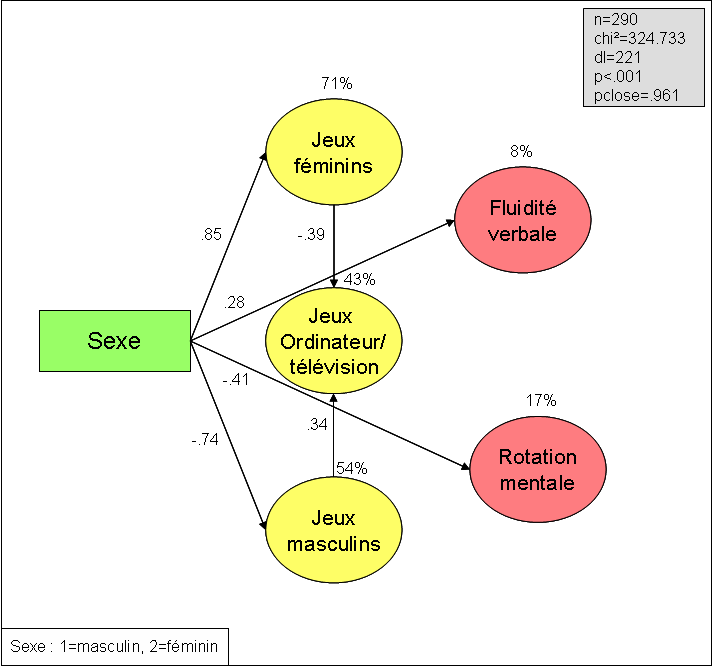 n=290
chi²=324.733
dl=221
p<.001
pclose=.961
71%
Jeux
féminins
8%
Fluidité
verbale
.85
-.39
.28
43%
Jeux
Ordinateur/
télévision
Sexe
-.41
.34
-.74
17%
Rotation
mentale
54%
Jeux
masculins
Sexe : 1=masculin, 2=féminin